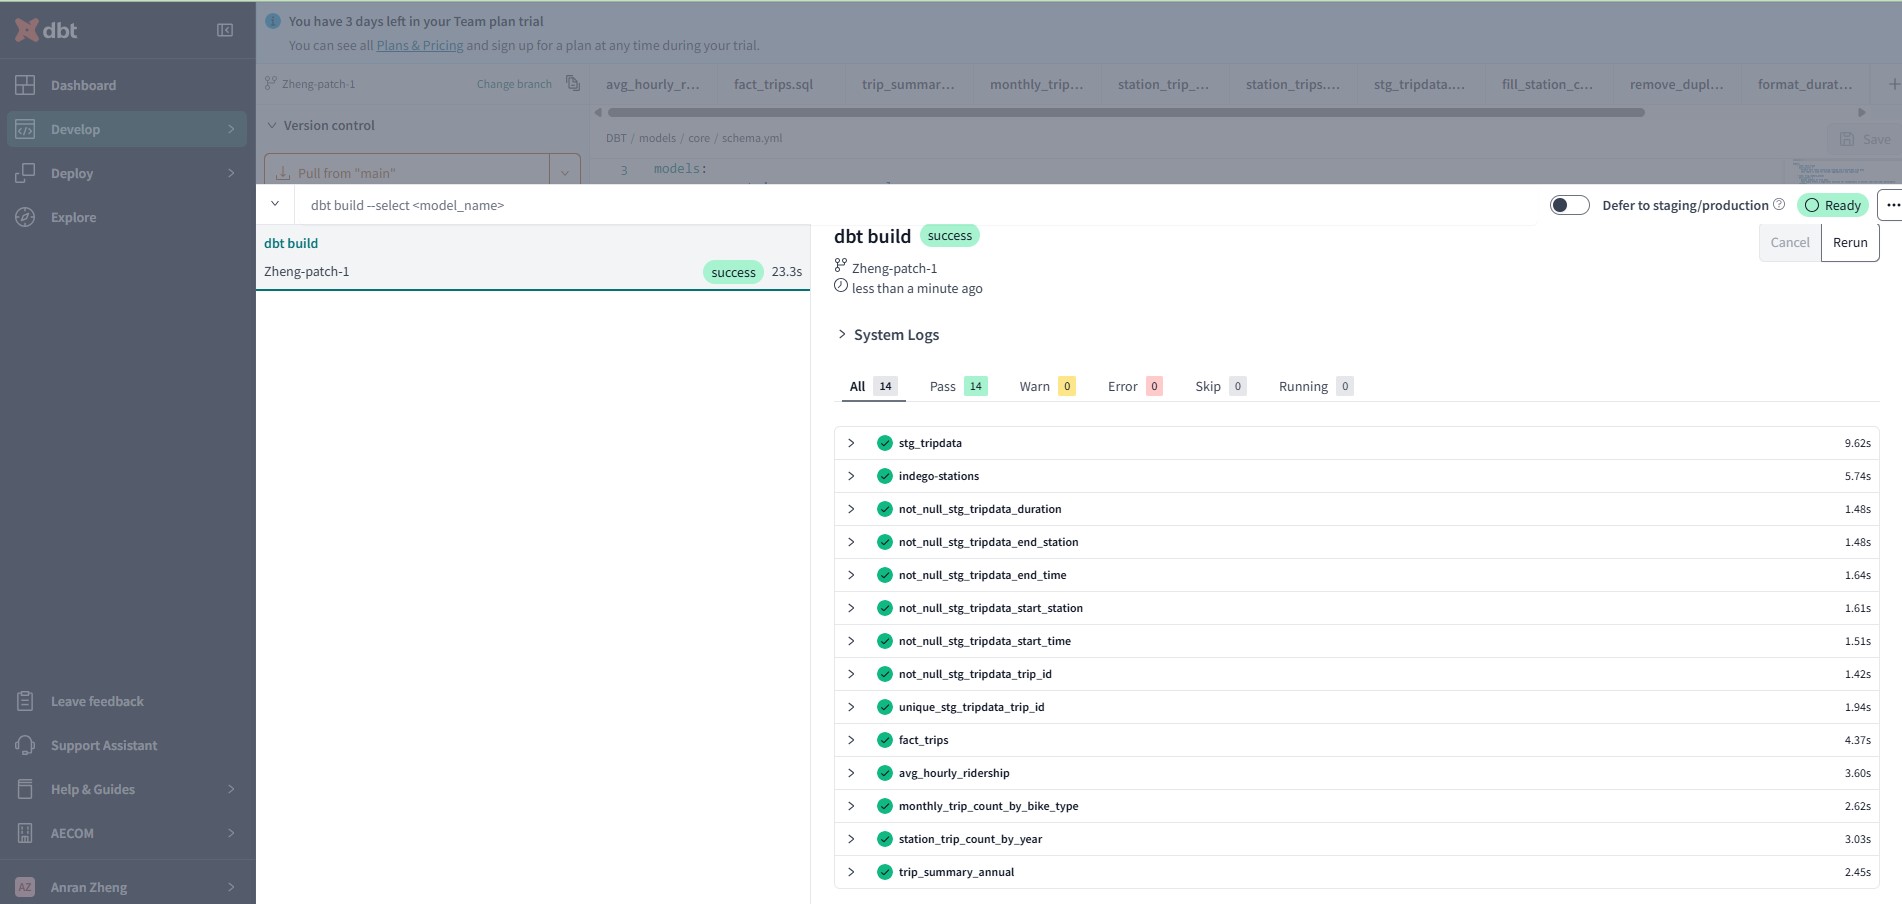 dbt
Dashboard
Develop
Deploy
Explore
Leave feedback
Support Assistant
Help & Guides
AECOM
AZ Anran Zheng
You have 3 days left in your Team plan trial
You can see all Plans & Pricing and sign up for a plan at any time during your trial.
Zheng-patch-1 Change branch
Version control
Pull from "main"
avg_hourly_r... fact_trips.sql trip_summar... monthly_trip... station_trip_... station_trips.... stg_tripdata.... fill_station_c... remove_dupl... format_durat... +
DBT / models / core / schema.yml
Save
3 models:
dbt build --select <model_name>
Defer to staging/production ? Ready ...
dbt build
Zheng-patch-1 success 23.3s
dbt build success
Cancel Rerun
Zheng-patch-1
less than a minute ago
System Logs
All 14 Pass 14 Warn 0 Error 0 Skip 0 Running 0
stg_tripdata 9.62s
indego-stations 5.74s
not_null_stg_tripdata_duration 1.48s
not_null_stg_tripdata_end_station 1.48s
not_null_stg_tripdata_end_time 1.64s
not_null_stg_tripdata_start_station 1.61s
not_null_stg_tripdata_start_time 1.51s
not_null_stg_tripdata_trip_id 1.42s
unique_stg_tripdata_trip_id 1.94s
fact_trips 4.37s
avg_hourly_ridership 3.60s
monthly_trip_count_by_bike_type 2.62s
station_trip_count_by_year 3.03s
trip_summary_annual 2.45s